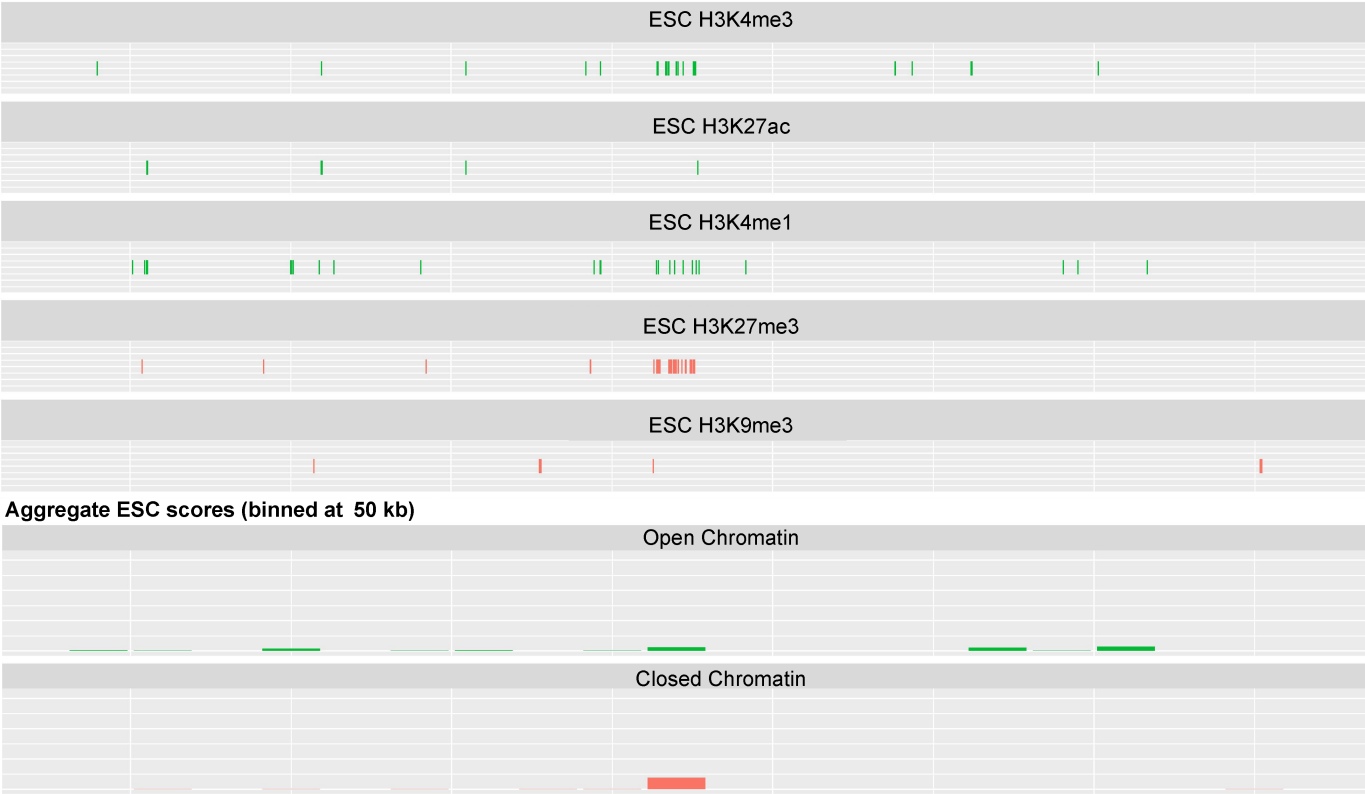 ESC H3K4me3
ESC H3K27ac
ESC H3K4me1
ESC H3K27me3
ESC H3K9me3
Aggregate ESC scores (binned at  50 kb)
Open Chromatin
Closed Chromatin